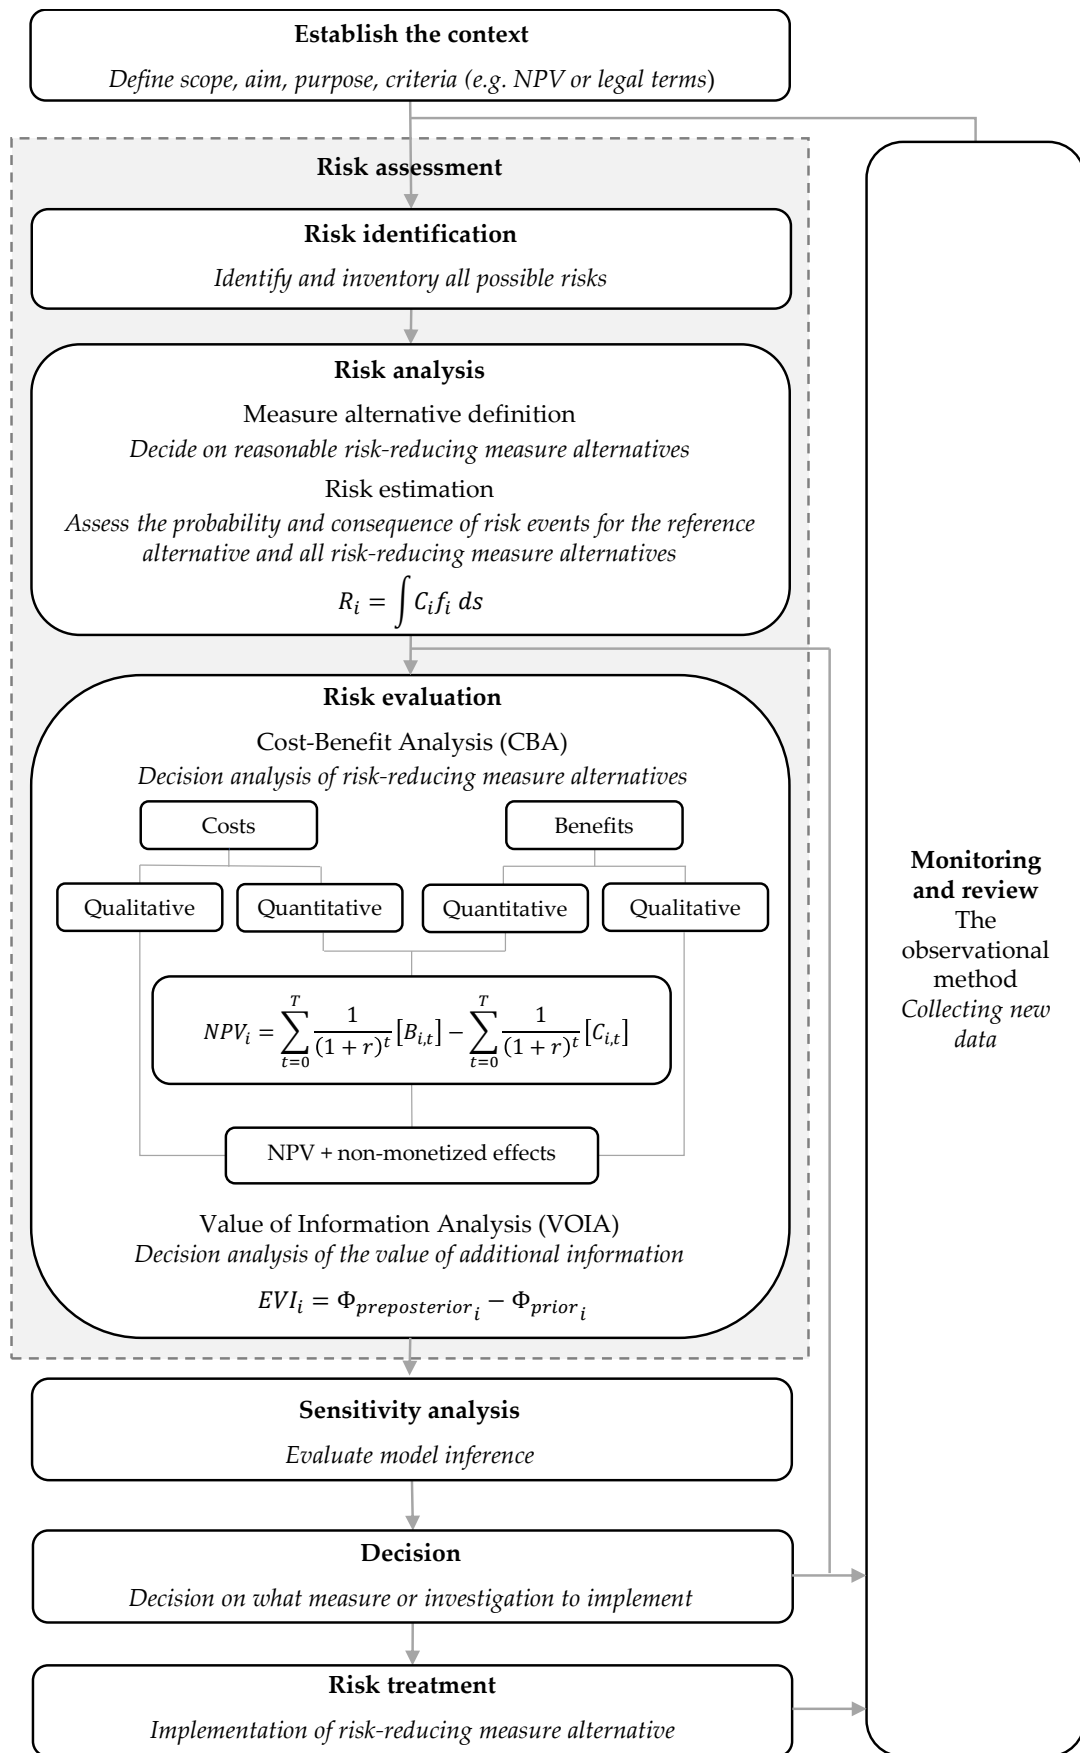 Establish the context
Define scope, aim, purpose, criteria (e.g. NPV or legal terms)
Risk assessment
Risk identification
Identify and inventory all possible risks
Risk analysis
Measure alternative definition
Decide on reasonable risk-reducing measure alternatives
Risk estimation
Assess the probability and consequence of risk events for the reference
alternative and all risk-reducing measure alternatives
R_i = ∫ C_i f_i ds
Risk evaluation
Cost-Benefit Analysis (CBA)
Decision analysis of risk-reducing measure alternatives
Costs
Benefits
Qualitative
Quantitative
Quantitative
Qualitative
NPV_i = ∑_{t=0}^{T} \frac{1}{(1 + r)^t} [B_{i,t}] − ∑_{t=0}^{T} \frac{1}{(1 + r)^t} [C_{i,t}]
NPV + non-monetized effects
Value of Information Analysis (VOIA)
Decision analysis of the value of additional information
EVI_i = Φ_{preposterior_i} − Φ_{prior_i}
Sensitivity analysis
Evaluate model inference
Decision
Decision on what measure or investigation to implement
Risk treatment
Implementation of risk-reducing measure alternative
Monitoring
and review
The
observational
method
Collecting new
data